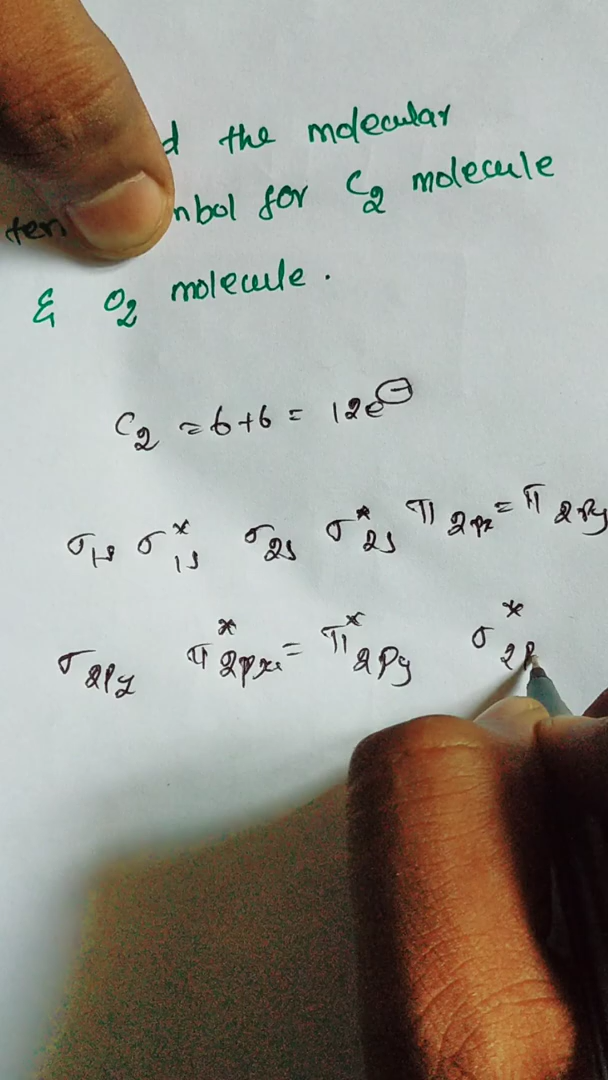 the molecular
for C₂ molecule
& O₂ molecule.
C₂ = 6+6 = 12e⊖
σ1s σ*1s σ2s σ*2s π2px = π2py
σ2pz π*2px = π*2py σ*2p